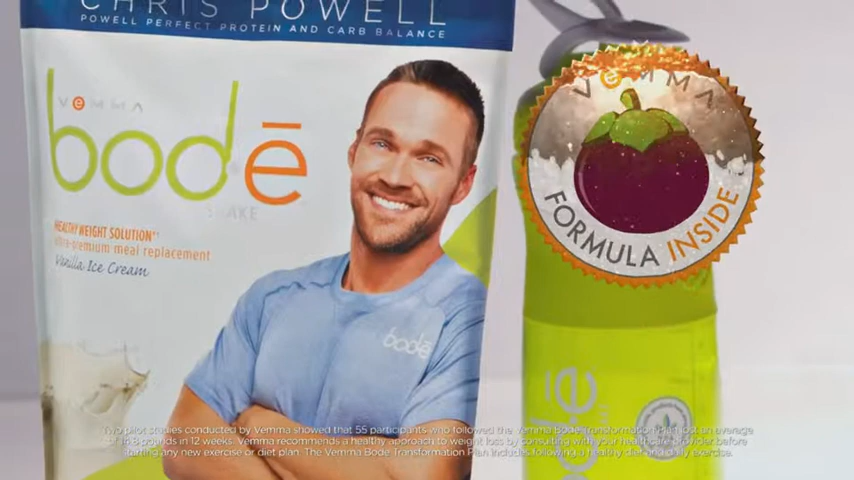 CHRIS POWELL
POWELL PERFECT PROTEIN AND CARB BALANCE
VEMMA
bodē
SHAKE
HEALTHY WEIGHT SOLUTION
ultra-premium meal replacement
Vanilla Ice Cream
bodē
VEMMA
FORMULA INSIDE
bodē
Two pilot studies conducted by Vemma showed that 55 participants who followed the Vemma Bode Transformation Plan lost an average
of pounds in 12 weeks. Vemma recommends a healthy approach to weight loss by consulting with your healthcare provider before
starting any new exercise or diet plan. The Vemma Bode Transformation Plan includes following a healthy diet and daily exercise.